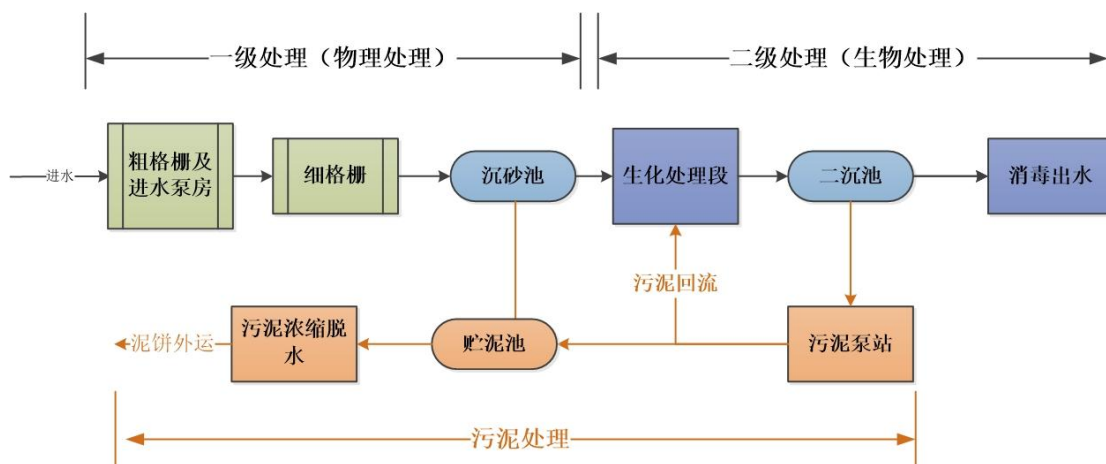 一级处理（物理处理）
二级处理（生物处理）
进水
粗格栅及
进水泵房
细格栅
沉砂池
生化处理段
二沉池
消毒出水
污泥回流
泥饼外运
污泥浓缩脱
水
贮泥池
污泥泵站
污泥处理